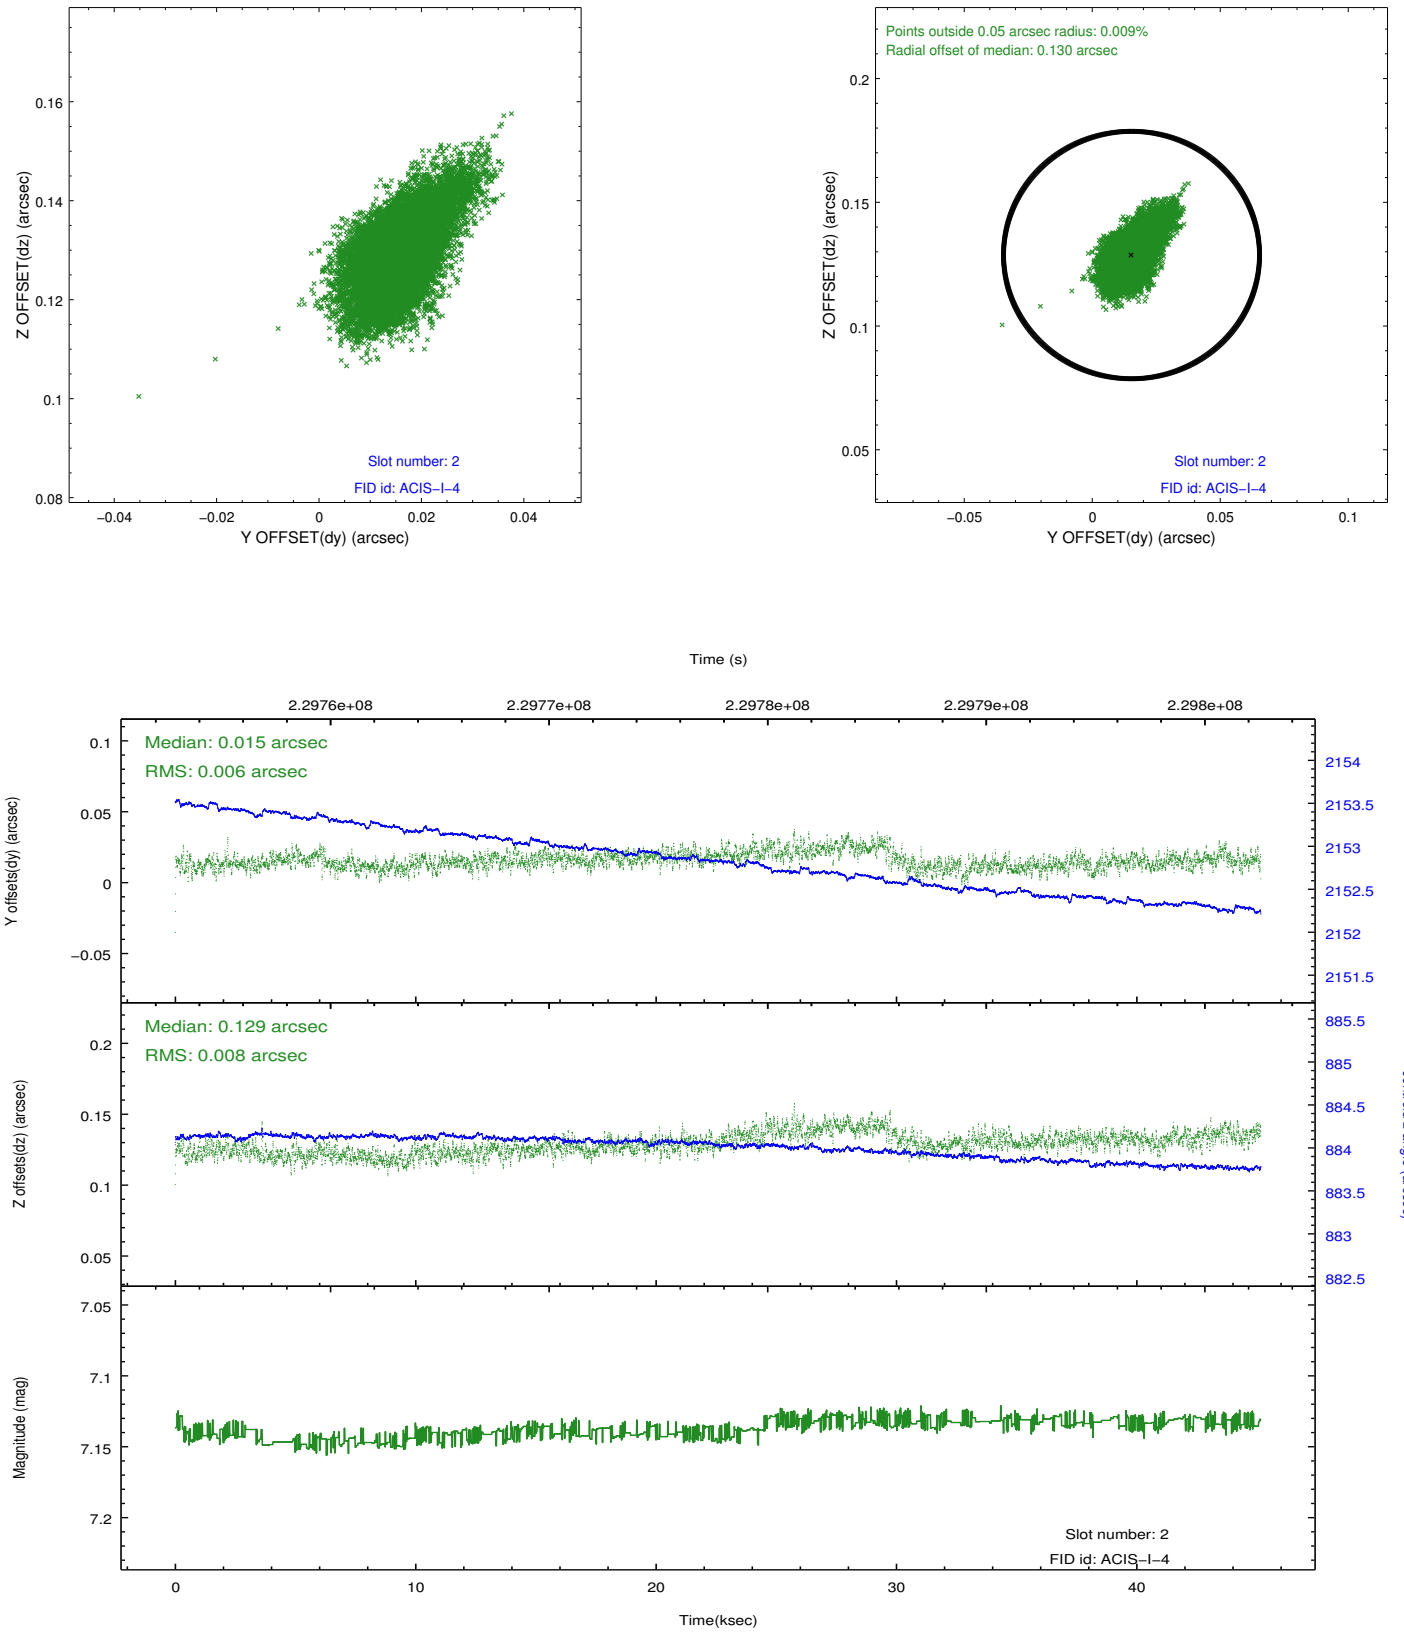 0.16
0.14
0.12
0.1
0.08
Z OFFSET(dz) (arcsec)
−0.04 −0.02 0 0.02 0.04
Y OFFSET(dy) (arcsec)
Slot number: 2
FID id: ACIS−I−4
Points outside 0.05 arcsec radius: 0.009%
Radial offset of median: 0.130 arcsec
0.2
0.15
0.1
0.05
Z OFFSET(dz) (arcsec)
−0.05 0 0.05 0.1
Y OFFSET(dy) (arcsec)
Slot number: 2
FID id: ACIS−I−4
Time (s)
2.2976e+08 2.2977e+08 2.2978e+08 2.2979e+08 2.298e+08
Median: 0.015 arcsec
RMS: 0.006 arcsec
0.1
0.05
0
−0.05
Y offsets(dy) (arcsec)
2154
2153.5
2153
2152.5
2152
2151.5
Median: 0.129 arcsec
RMS: 0.008 arcsec
0.2
0.15
0.1
0.05
Z offsets(dz) (arcsec)
885.5
885
884.5
884
883.5
883
882.5
7.05
7.1
7.15
7.2
Magnitude (mag)
Slot number: 2
FID id: ACIS−I−4
0 10 20 30 40
Time(ksec)